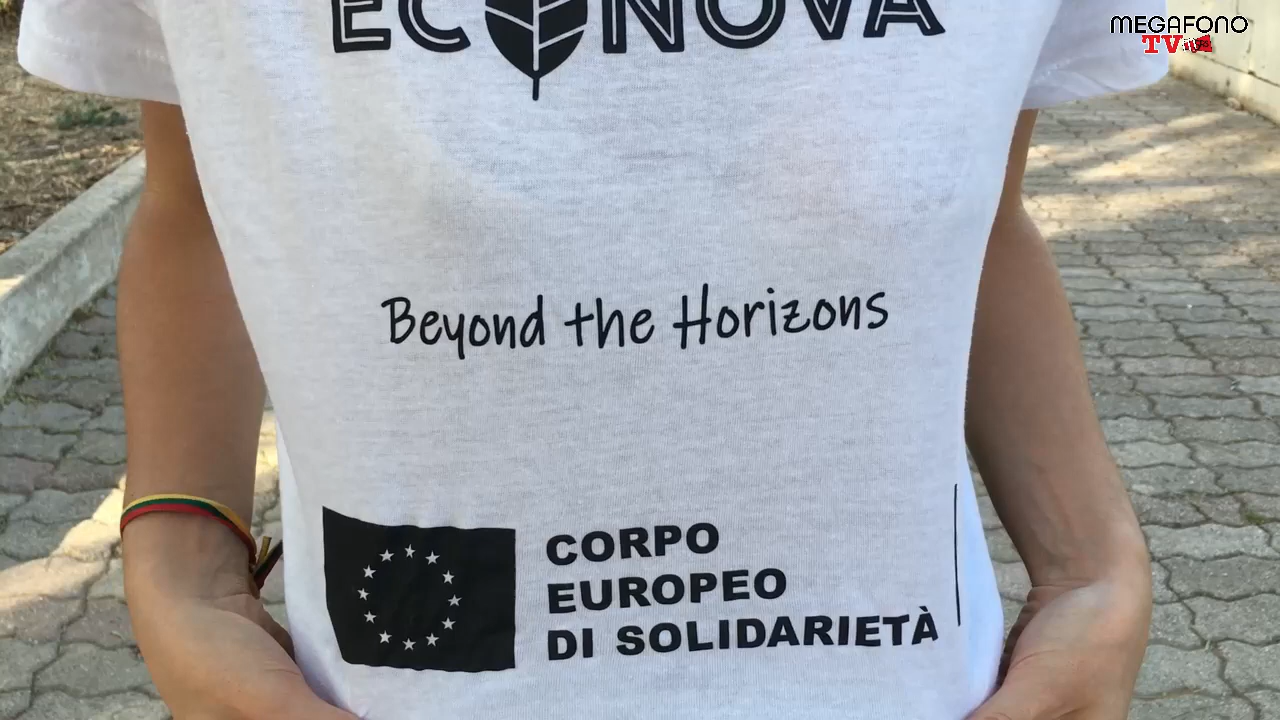 MEGAFONO
TV
ECONOVA
Beyond the Horizons
CORPO
EUROPEO
DI SOLIDARIETÀ